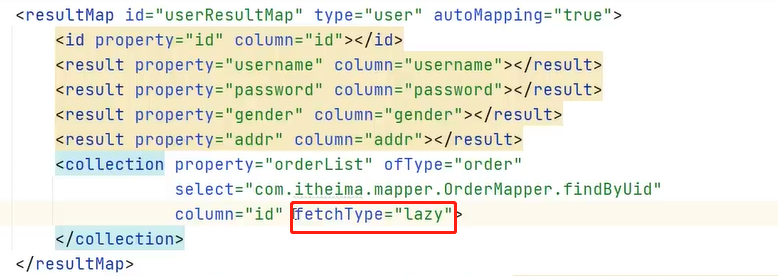 <resultMap id="userResultMap" type="user" autoMapping="true">
    <id property="id" column="id"></id>
    <result property="username" column="username"></result>
    <result property="password" column="password"></result>
    <result property="gender" column="gender"></result>
    <result property="addr" column="addr"></result>
    <collection property="orderList" ofType="order"
                select="com.itheima.mapper.OrderMapper.findByUid"
                column="id" fetchType="lazy">
    </collection>
</resultMap>